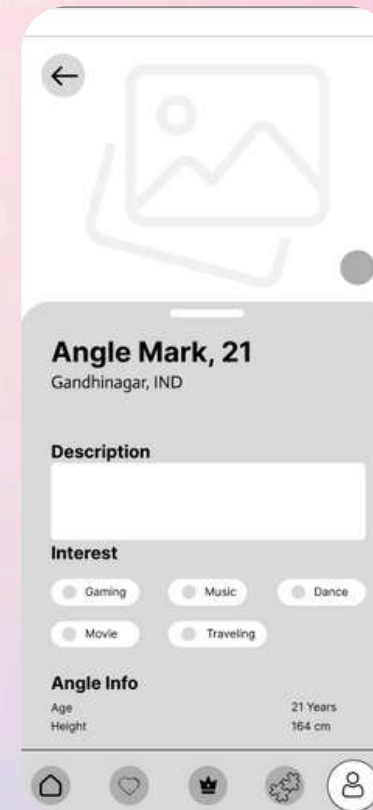 Angle Mark, 21
Gandhinagar, IND
Description
Interest
Gaming Music Dance
Movie Traveling
Angle Info
Age 21 Years
Height 164 cm